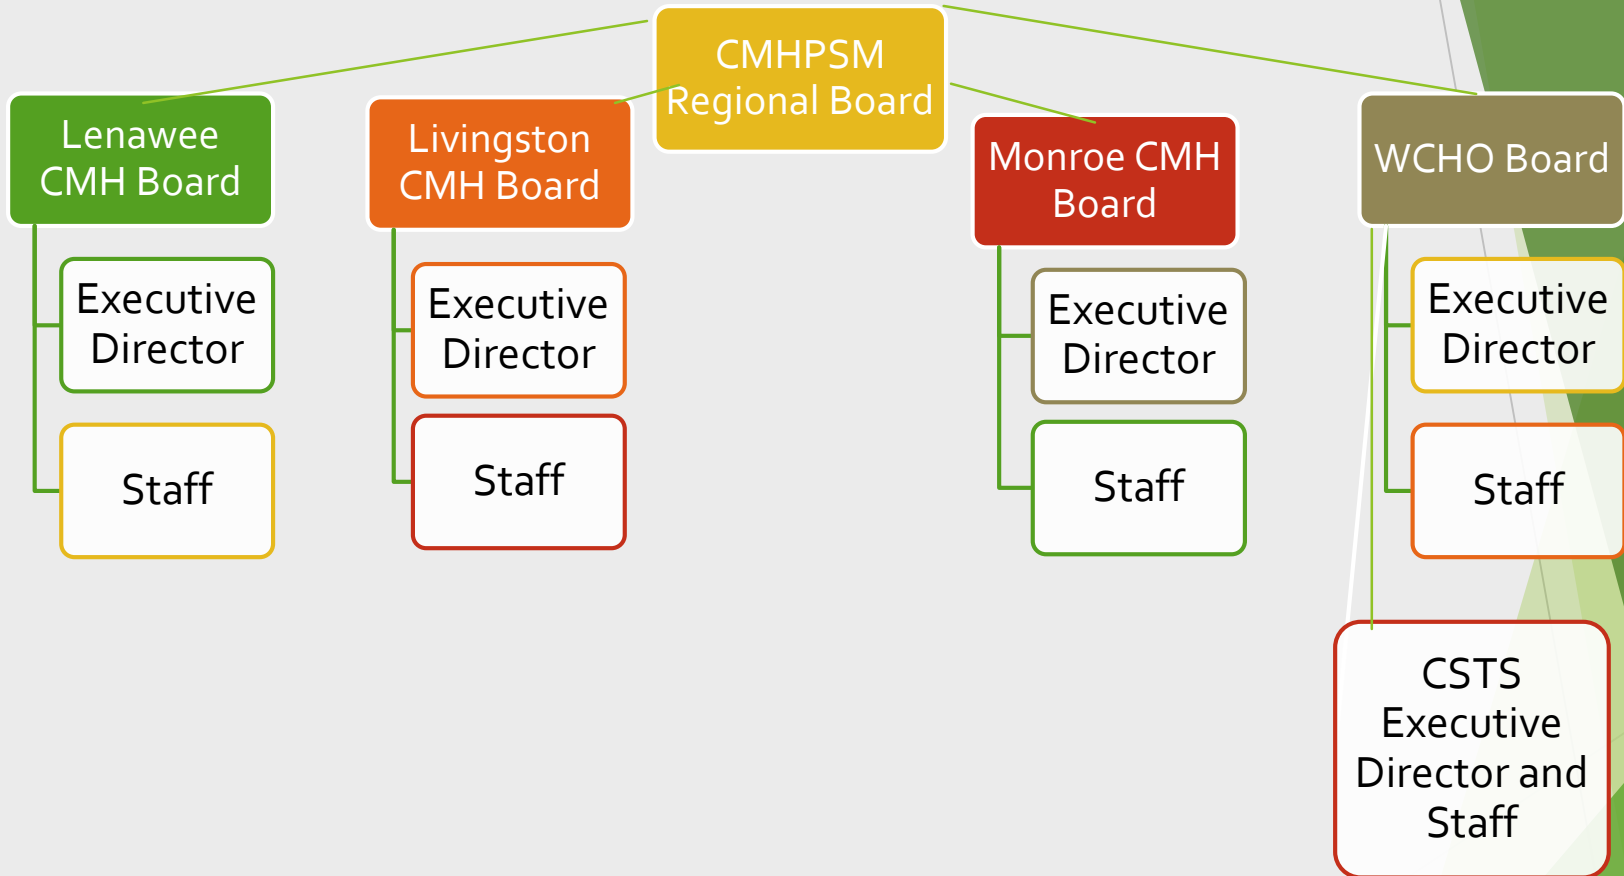 CMHPSM
Regional Board
Lenawee
CMH Board
Executive
Director
Staff
Livingston
CMH Board
Executive
Director
Staff
Monroe CMH
Board
Executive
Director
Staff
WCHO Board
Executive
Director
Staff
CSTS
Executive
Director and
Staff